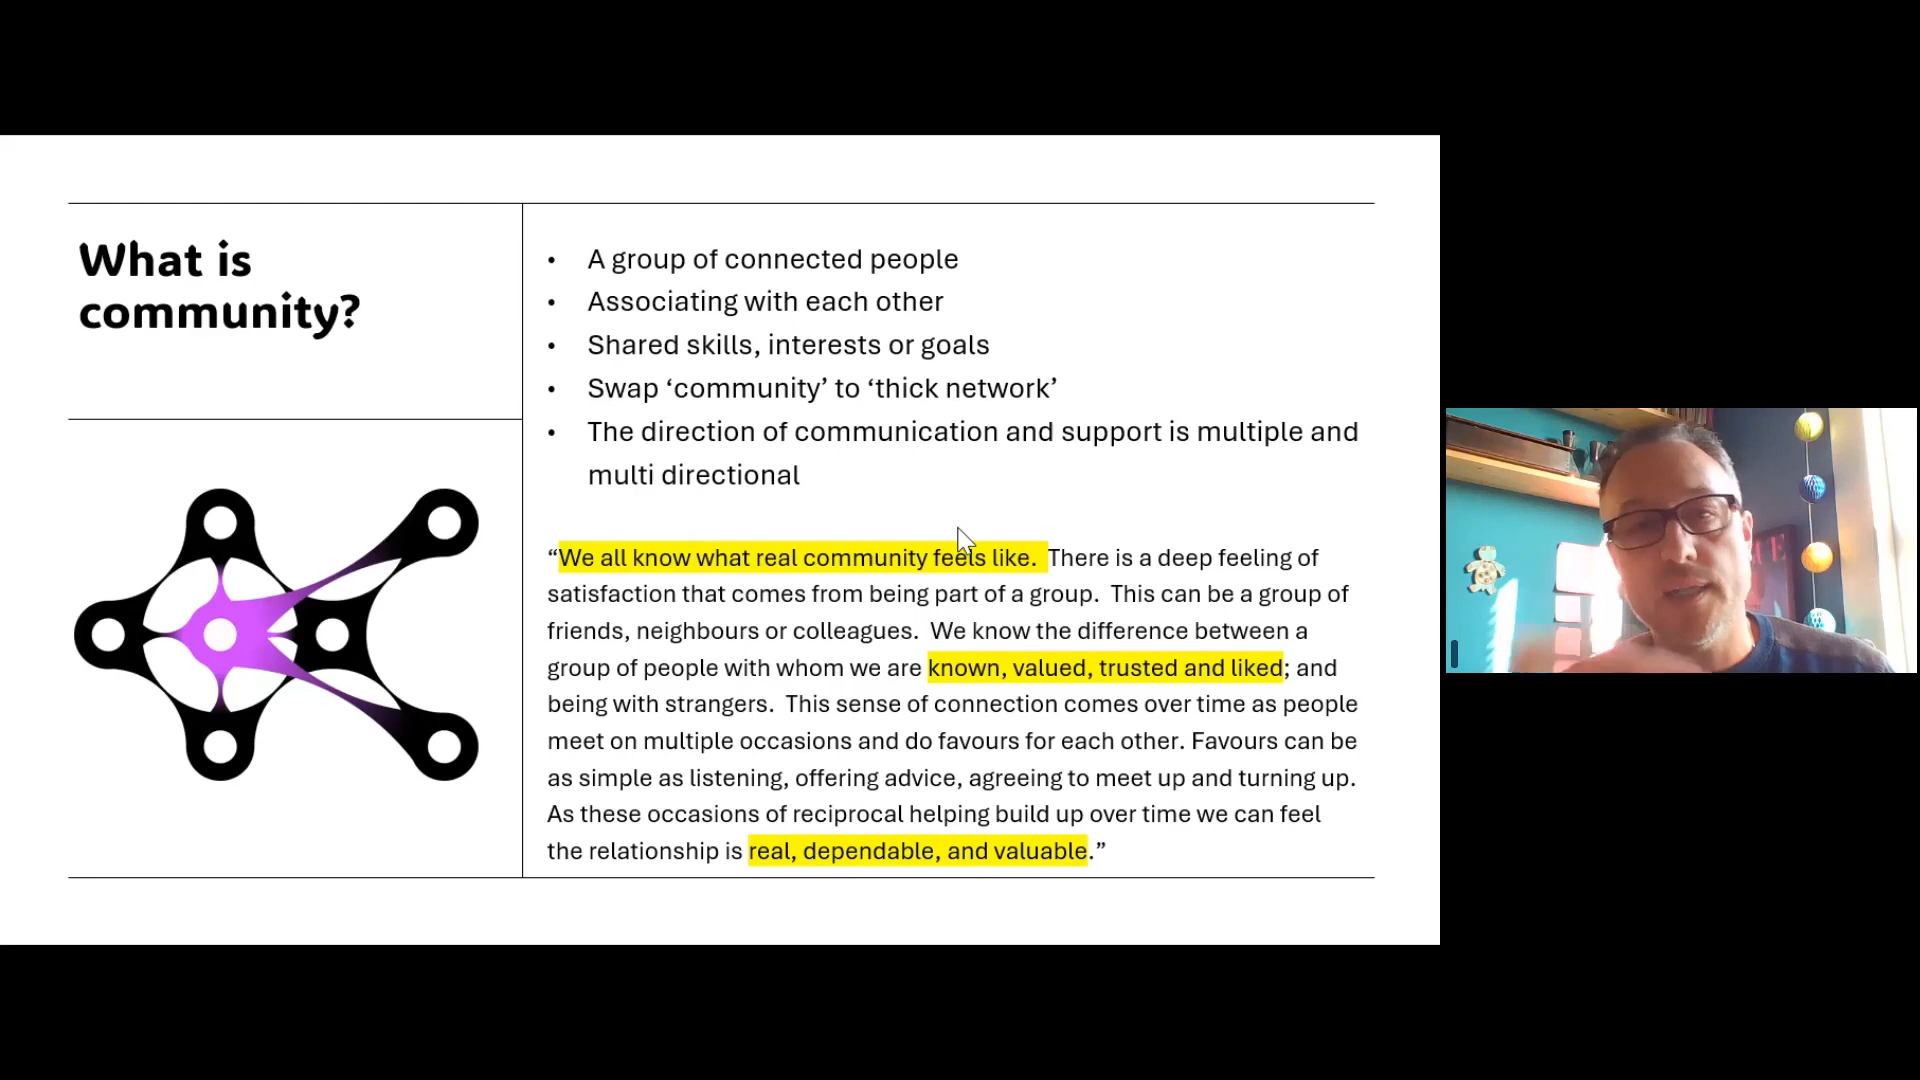 What is
community?
• A group of connected people
• Associating with each other
• Shared skills, interests or goals
• Swap ‘community’ to ‘thick network’
• The direction of communication and support is multiple and
multi directional
“We all know what real community feels like.  There is a deep feeling of
satisfaction that comes from being part of a group.  This can be a group of
friends, neighbours or colleagues.  We know the difference between a
group of people with whom we are known, valued, trusted and liked; and
being with strangers.  This sense of connection comes over time as people
meet on multiple occasions and do favours for each other. Favours can be
as simple as listening, offering advice, agreeing to meet up and turning up.
As these occasions of reciprocal helping build up over time we can feel
the relationship is real, dependable, and valuable.”